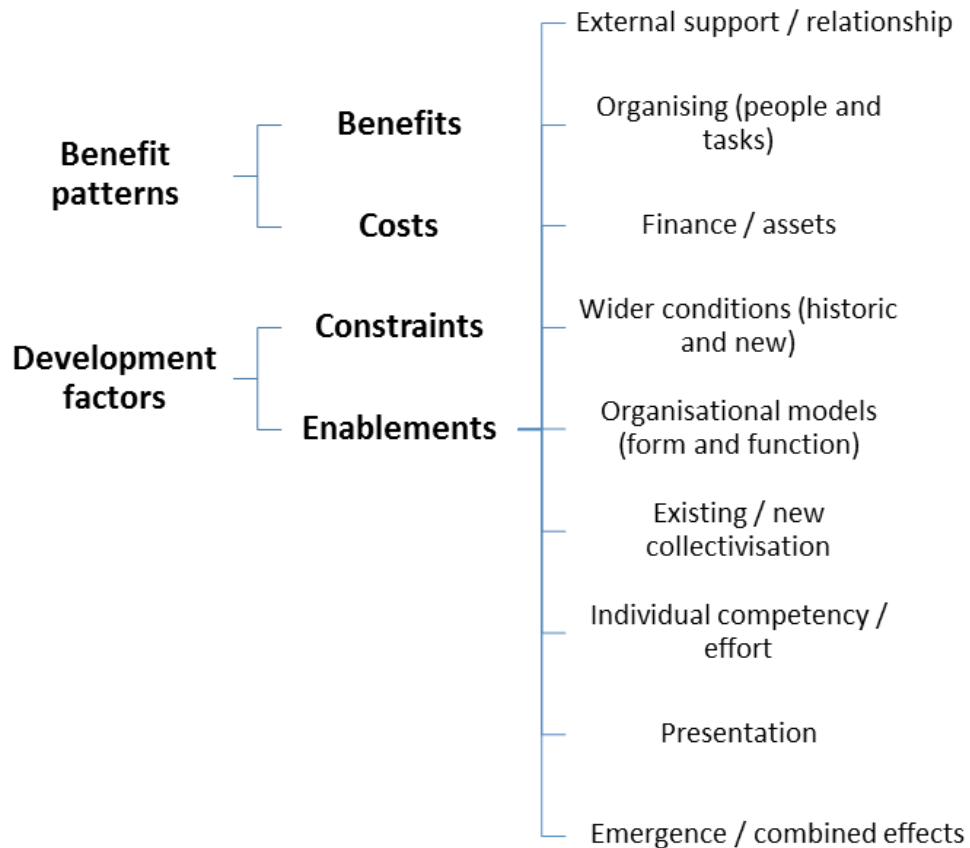 Benefit
patterns
Benefits
Costs
Development
factors
Constraints
Enablements
External support / relationship
Organising (people and
tasks)
Finance / assets
Wider conditions (historic
and new)
Organisational models
(form and function)
Existing / new
collectivisation
Individual competency /
effort
Presentation
Emergence / combined effects